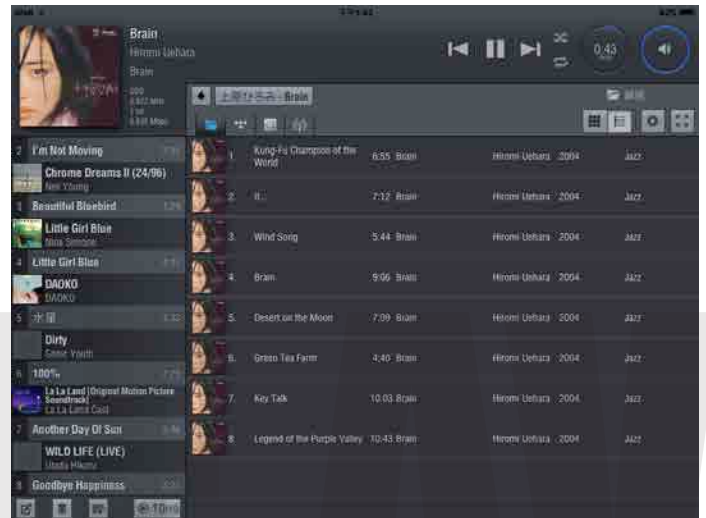 Brain
Hiromi Uehara
Brain
0:43
上原ひろみ - Brain
2 I'm Not Moving
Chrome Dreams II (24/96)
Neil Young
3 Beautiful Bluebird
Little Girl Blue
Nina Simone
4 Little Girl Blue
DAOKO
DAOKO
5 水星
Dirty
Sonic Youth
6 100%
La La Land (Original Motion Picture Soundtrack)
La La Land Cast
7 Another Day Of Sun
WILD LIFE (LIVE)
Utada Hikaru
8 Goodbye Happiness
1. Kung-Fu Champion of the World 6:55 Brain Hiromi Uehara 2004 Jazz
2. If... 7:12 Brain Hiromi Uehara 2004 Jazz
3. Wind Song 5:44 Brain Hiromi Uehara 2004 Jazz
4. Brain 9:06 Brain Hiromi Uehara 2004 Jazz
5. Desert on the Moon 7:09 Brain Hiromi Uehara 2004 Jazz
6. Green Tea Farm 4:40 Brain Hiromi Uehara 2004 Jazz
7. Key Talk 10:03 Brain Hiromi Uehara 2004 Jazz
8. Legend of the Purple Valley 10:43 Brain Hiromi Uehara 2004 Jazz